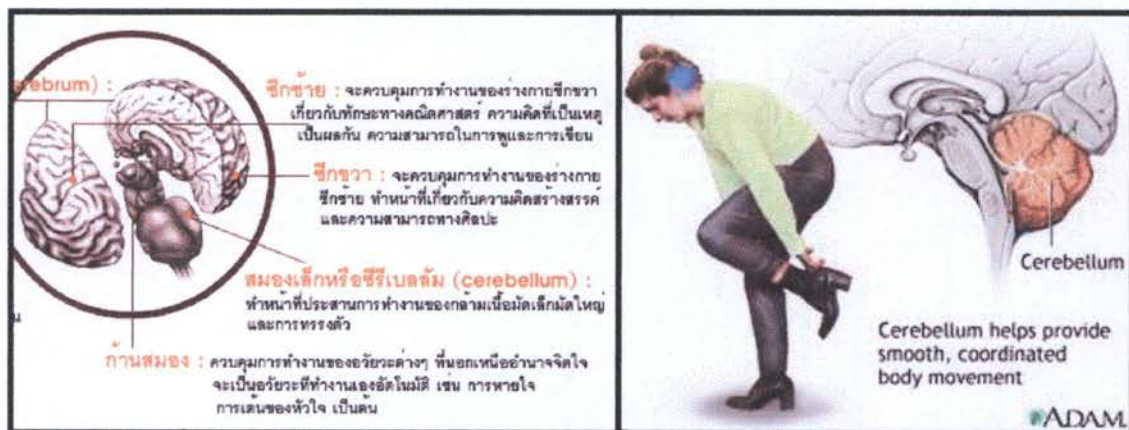 erebrum) :
ซีกซ้าย : จะควบคุมการทำงานของร่างกายซีกขวา
เกี่ยวกับทักษะทางคณิตศาสตร์ ความคิดที่เป็นเหตุ
เป็นผลกัน ความสามารถในการพูและการเขียน
ซีกขวา : จะควบคุมการทำงานของร่างกาย
ซีกซ้าย ทำหน้าที่เกี่ยวกับความคิดสร้างสรรค์
และความสามารถทางศิลปะ
สมองเล็กหรือซีรีเบลลัม (cerebellum) :
ทำหน้าที่ประสานการทำงานของกล้ามเนื้อมัดเล็กมัดใหญ่
และการทรงตัว
น
ก้านสมอง : ควบคุมการทำงานของอวัยวะต่างๆ ที่นอกเหนืออำนาจจิตใจ
จะเป็นอวัยวะที่ทำงานเองอัตโนมัติ เช่น การหายใจ
การเต้นของหัวใจ เป็นต้น
Cerebellum
Cerebellum helps provide
smooth, coordinated
body movement
ADAM.